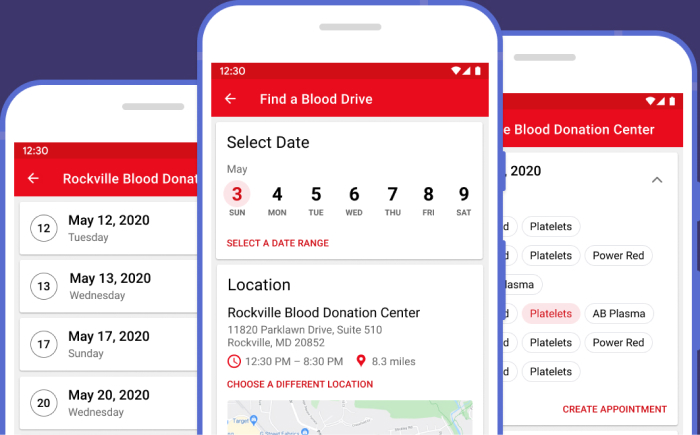 12:30
Rockville Blood Donat
12
May 12, 2020
Tuesday
13
May 13, 2020
Wednesday
17
May 17, 2020
Sunday
20
May 20, 2020
Wednesday
12:30
Find a Blood Drive
Select Date
May
3 4 5 6 7 8 9
SUN MON TUE WED THU FRI SAT
SELECT A DATE RANGE
Location
Rockville Blood Donation Center
11820 Parklawn Drive, Suite 510
Rockville, MD 20852
12:30 PM – 8:30 PM 8.3 miles
CHOOSE A DIFFERENT LOCATION
Target
Target
e Blood Donation Center
, 2020
d Platelets
d Platelets Power Red
lasma
d Platelets AB Plasma
d Platelets Power Red
d Platelets
CREATE APPOINTMENT